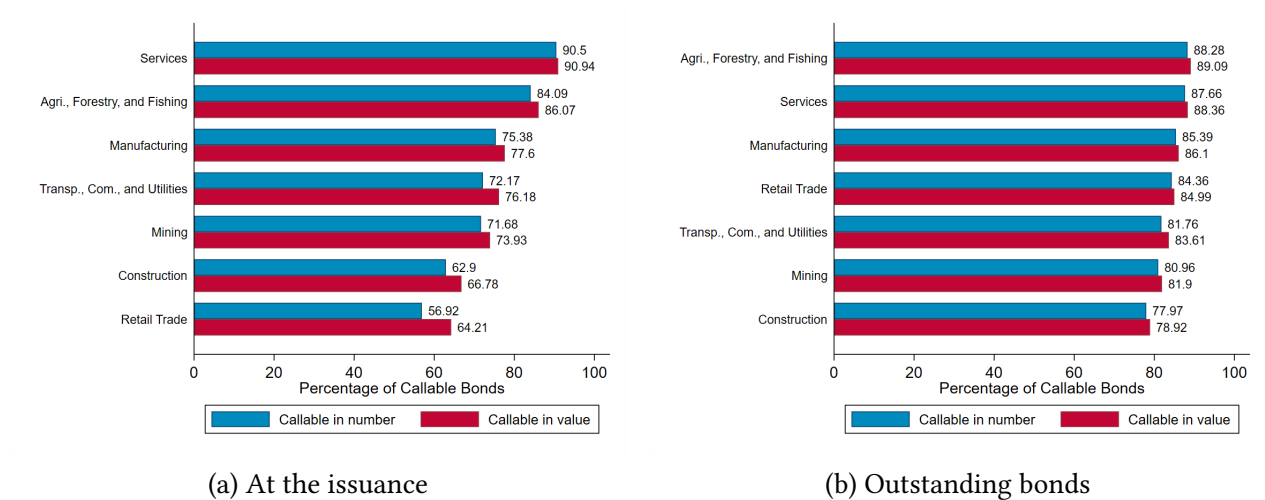 Services
90.5
90.94
Agri., Forestry, and Fishing
84.09
86.07
Manufacturing
75.38
77.6
Transp., Com., and Utilities
72.17
76.18
Mining
71.68
73.93
Construction
62.9
66.78
Retail Trade
56.92
64.21
0 20 40 60 80 100
Percentage of Callable Bonds
Callable in number Callable in value
(a) At the issuance
Agri., Forestry, and Fishing
88.28
89.09
Services
87.66
88.36
Manufacturing
85.39
86.1
Retail Trade
84.36
84.99
Transp., Com., and Utilities
81.76
83.61
Mining
80.96
81.9
Construction
77.97
78.92
0 20 40 60 80 100
Percentage of Callable Bonds
Callable in number Callable in value
(b) Outstanding bonds